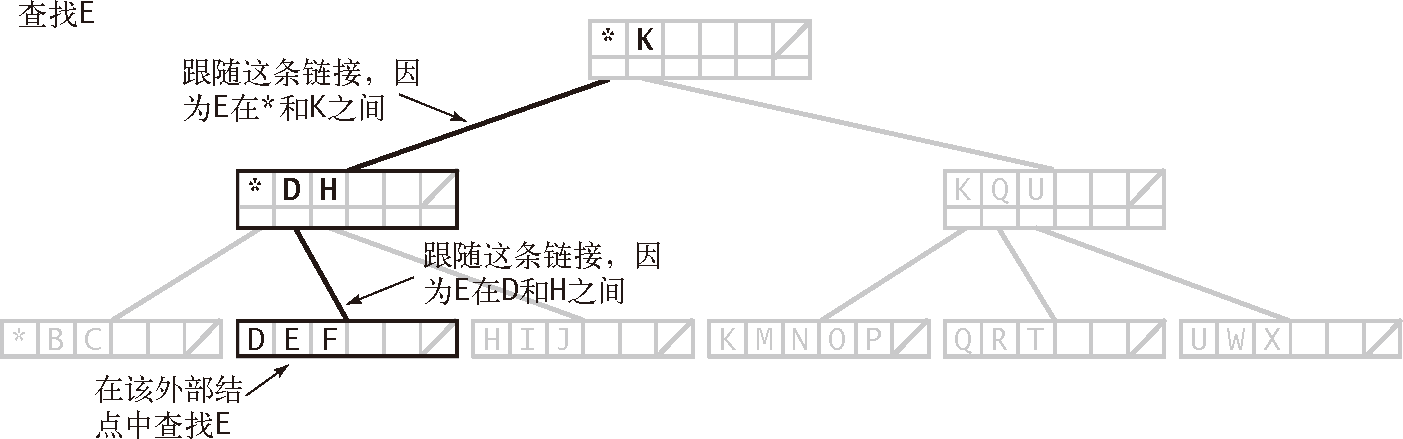 查找E
* K
跟随这条链接，因
为E在*和K之间
* D H
K Q U
跟随这条链接，因
为E在D和H之间
* B C
D E F
H I J
K M N O P
Q R T
U W X
在该外部结
点中查找E